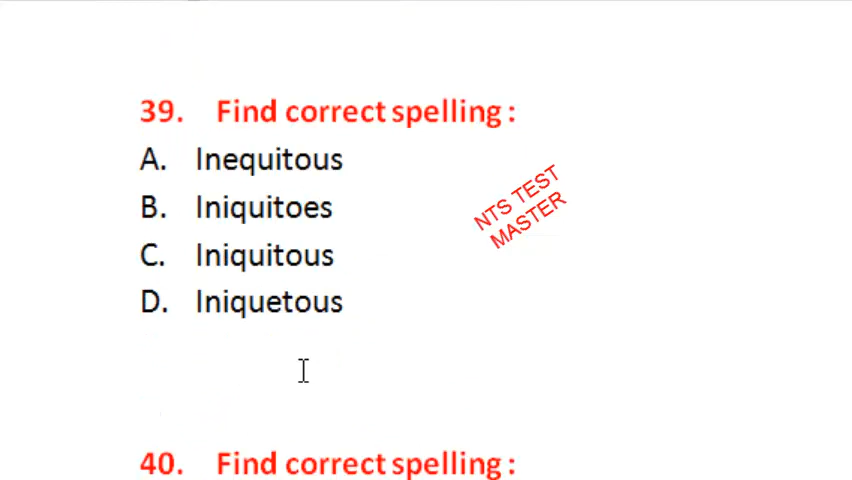 39. Find correct spelling :
A. Inequitous
B. Iniquitoes
C. Iniquitous
D. Iniquetous
NTS TEST
MASTER
40. Find correct spelling :